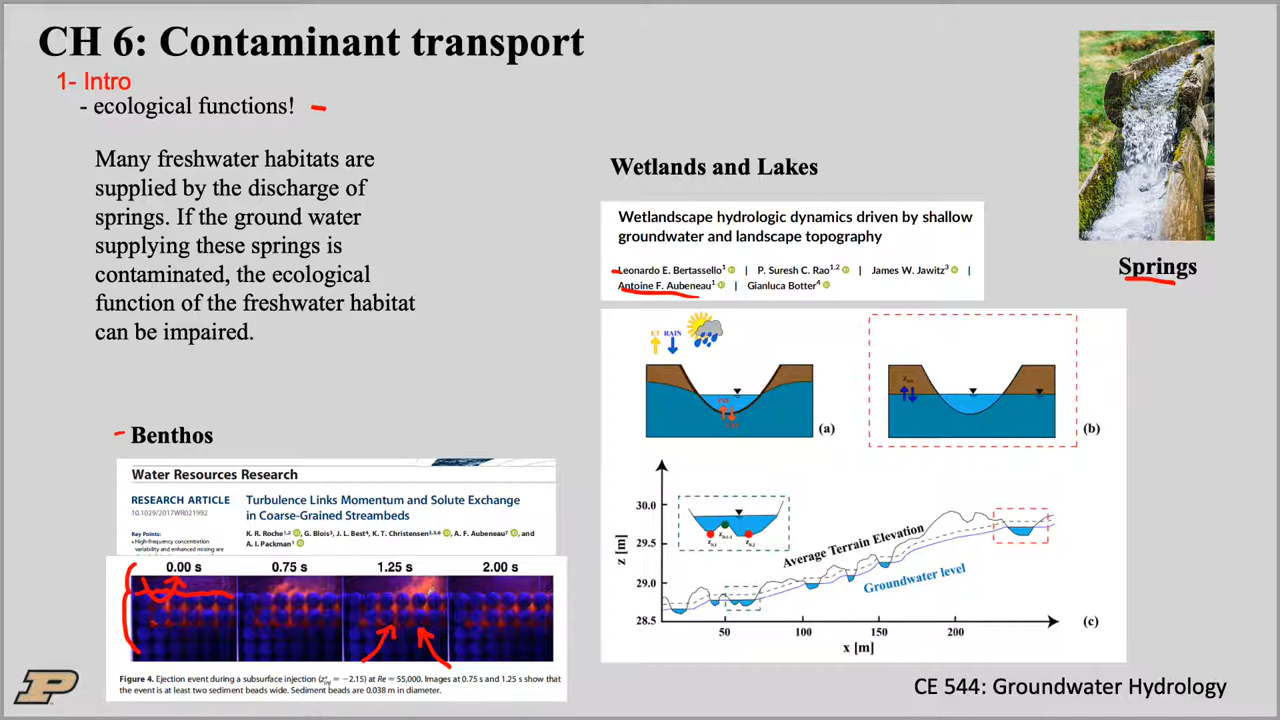 CH 6: Contaminant transport
1- Intro
- ecological functions!
Many freshwater habitats are
supplied by the discharge of
springs. If the ground water
supplying these springs is
contaminated, the ecological
function of the freshwater habitat
can be impaired.
Benthos
Water Resources Research
RESEARCH ARTICLE
10.1029/2017WR021992
Turbulence Links Momentum and Solute Exchange
in Coarse-Grained Streambeds
Key Points:
• High-frequency concentration
variability and enhanced mixing are
K. R. Roche1,2, G. Blois3, J. L. Best4, K. T. Christensen2,5,6, A. F. Aubeneau7, and
A. I. Packman1
0.00 s 0.75 s 1.25 s 2.00 s
Figure 4. Ejection event during a subsurface injection (z*inj = −2.15) at Re = 55,000. Images at 0.75 s and 1.25 s show that
the event is at least two sediment beads wide. Sediment beads are 0.038 m in diameter.
Wetlands and Lakes
Wetlandscape hydrologic dynamics driven by shallow
groundwater and landscape topography
Leonardo E. Bertassello1 | P. Suresh C. Rao1,2 | James W. Jawitz3 |
Antoine F. Aubeneau1 | Gianluca Botter4
ET RAIN
(a)
(b)
30.0
29.5
29.0
28.5
z [m]
Average Terrain Elevation
Groundwater level
50 100 150 200
x [m]
(c)
Springs
P
CE 544: Groundwater Hydrology